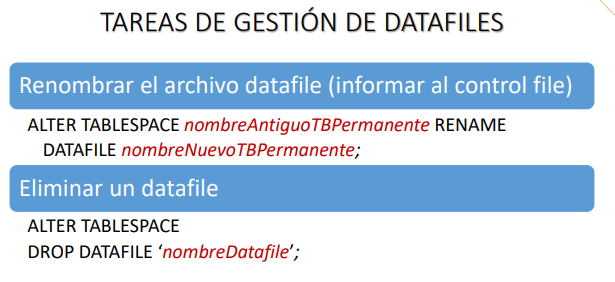 TAREAS DE GESTIÓN DE DATAFILES
Renombrar el archivo datafile (informar al control file)
ALTER TABLESPACE nombreAntiguoTBPermanente RENAME
DATAFILE nombreNuevoTBPermanente;
Eliminar un datafile
ALTER TABLESPACE
DROP DATAFILE ‘nombreDatafile’;